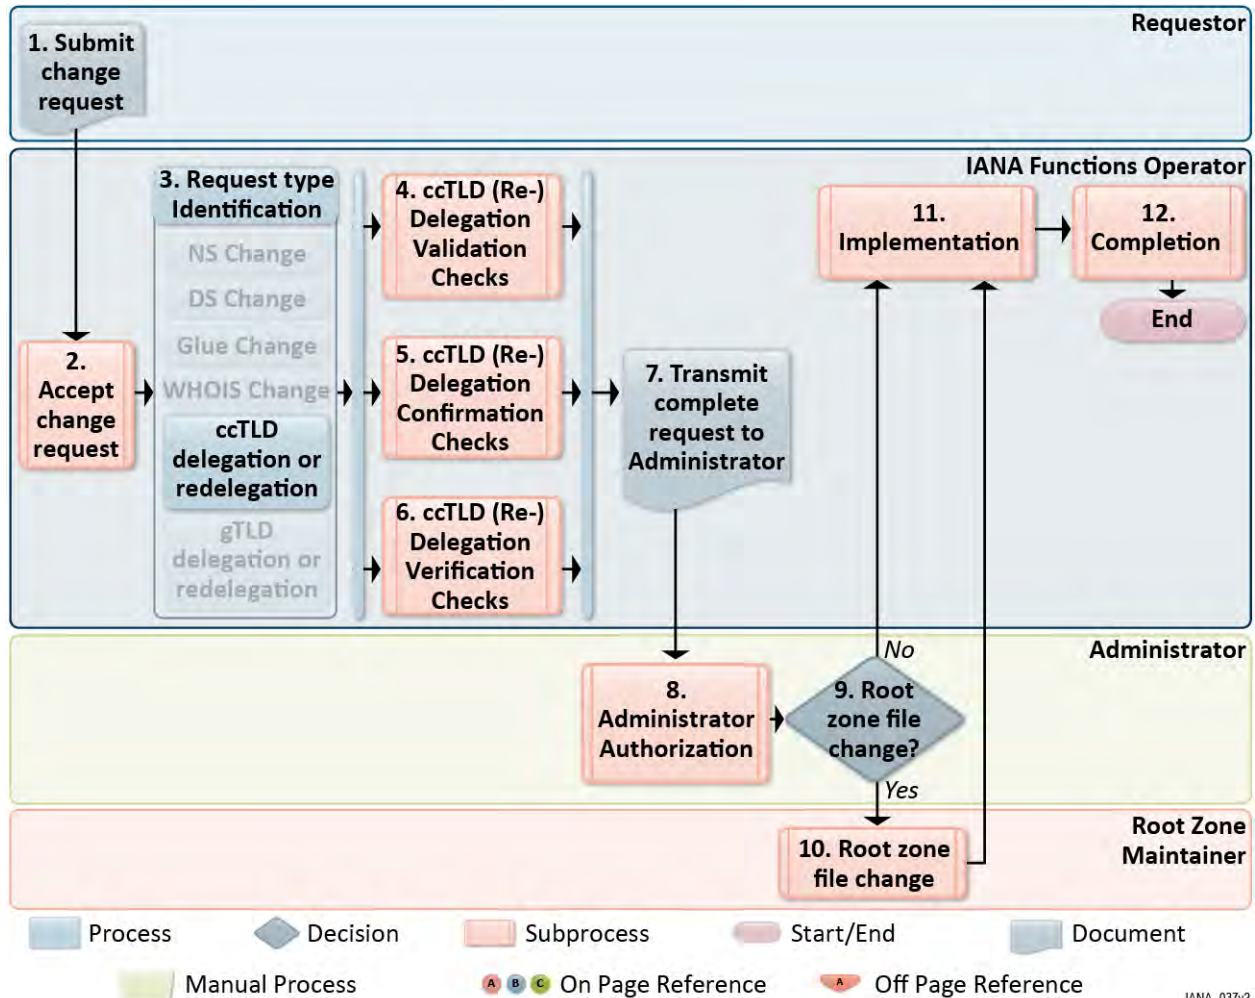 Requestor
1. Submit
change
request
IANA Functions Operator
3. Request type
Identification
NS Change
DS Change
Glue Change
WHOIS Change
ccTLD
delegation or
redelegation
gTLD
delegation or
redelegation
2.
Accept
change
request
4. ccTLD (Re-)
Delegation
Validation
Checks
5. ccTLD (Re-)
Delegation
Confirmation
Checks
6. ccTLD (Re-)
Delegation
Verification
Checks
7. Transmit
complete
request to
Administrator
11.
Implementation
12.
Completion
End
Administrator
8.
Administrator
Authorization
9. Root
zone file
change?
No
Yes
Root Zone
Maintainer
10. Root zone
file change
Process
Decision
Subprocess
Start/End
Document
Manual Process
A B C On Page Reference
A Off Page Reference
IANA_037v2